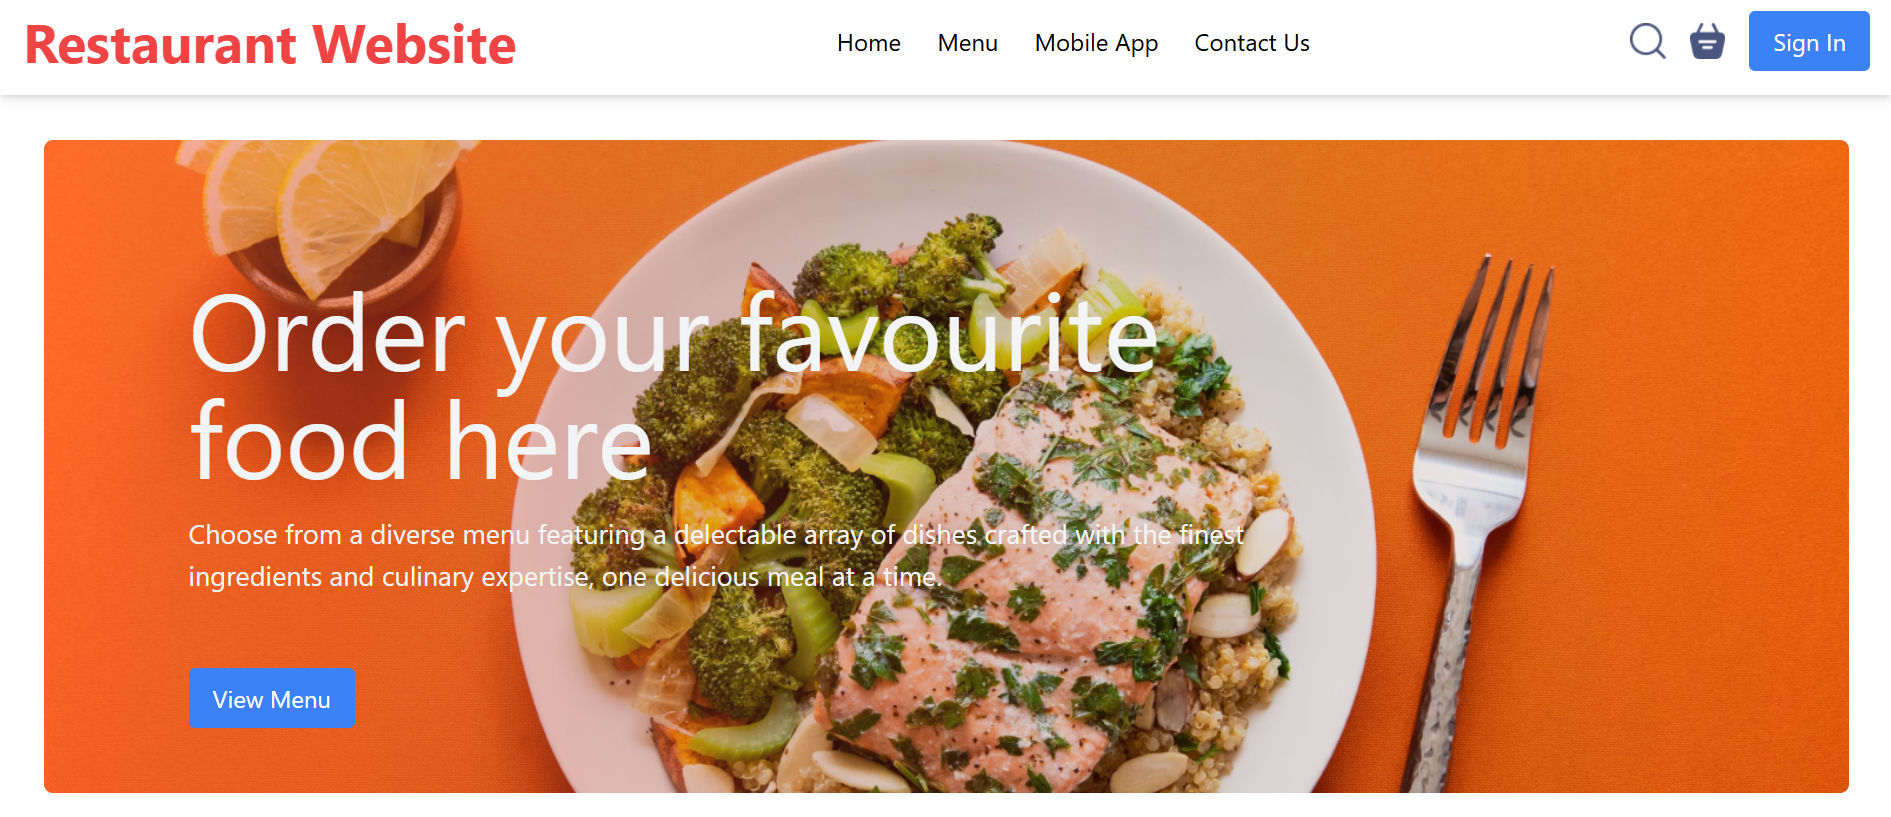 Restaurant Website
Home Menu Mobile App Contact Us
Sign In
Order your favourite
food here
Choose from a diverse menu featuring a delectable array of dishes crafted with the finest
ingredients and culinary expertise, one delicious meal at a time.
View Menu